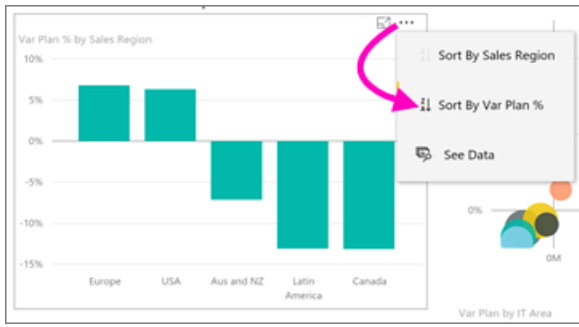 Var Plan % by Sales Region
10%
5%
0%
-5%
-10%
-15%
Europe
USA
Aus and NZ
Latin
America
Canada
Sort By Sales Region
Sort By Var Plan %
See Data
0%
0M
Var Plan by IT Area